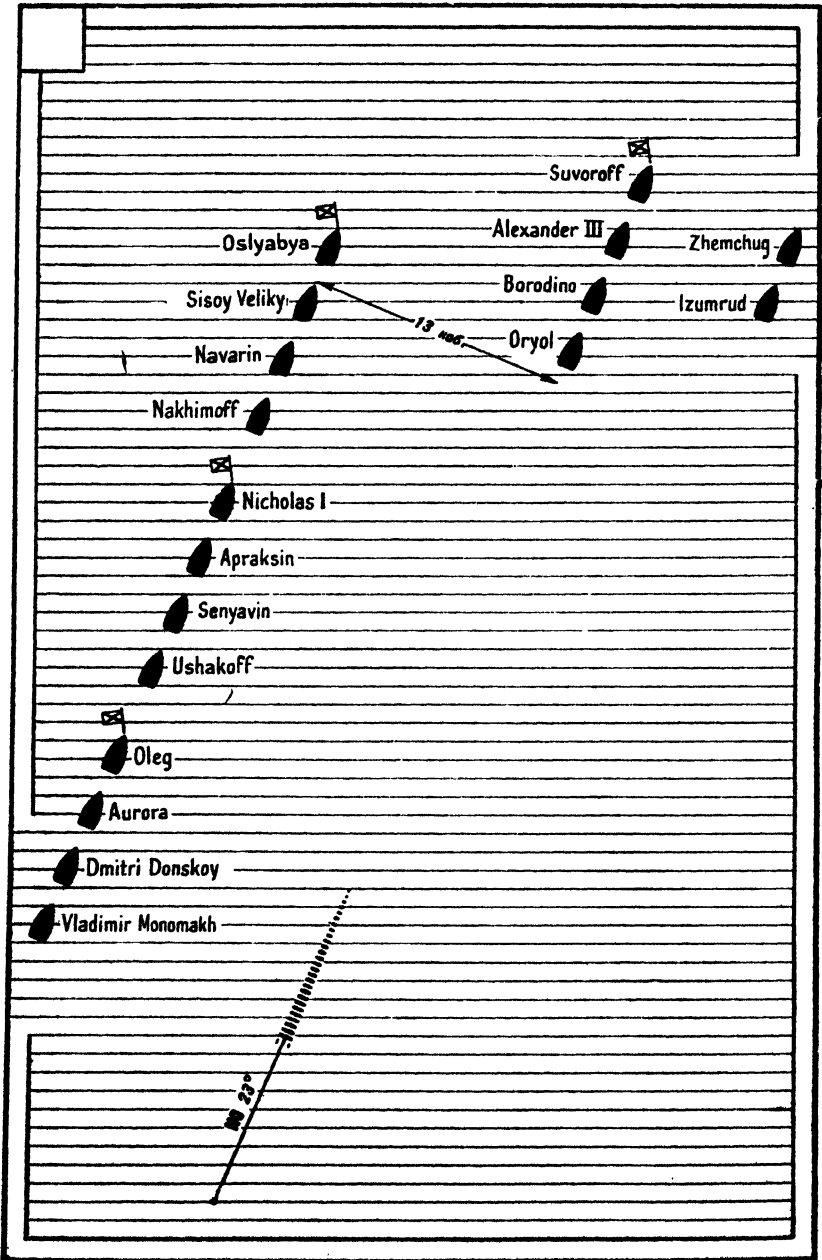 Suvoroff
Alexander III
Zhemchug
Oslyabya
Borodino
Izumrud
Sisoy Veliky
13 каб.
Oryol
Navarin
Nakhimoff
Nicholas I
Apraksin
Senyavin
Ushakoff
Oleg
Aurora
Dmitri Donskoy
Vladimir Monomakh
23°